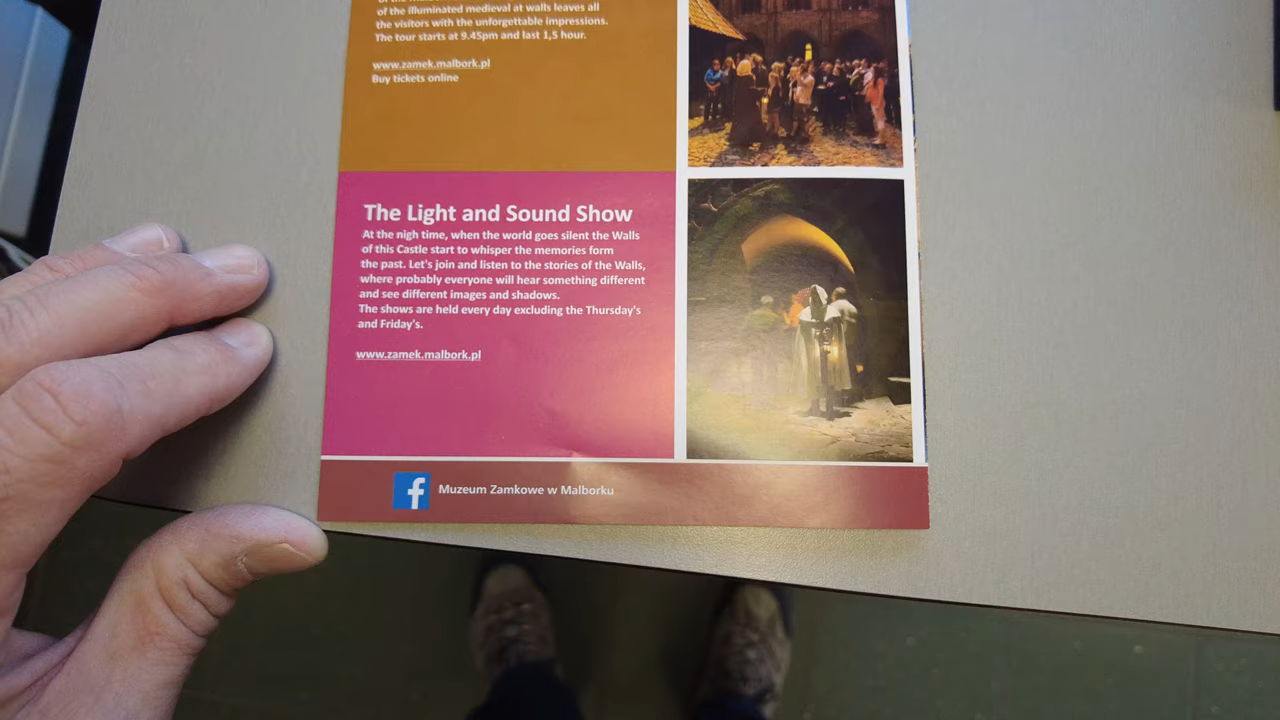 of the illuminated medieval at walls leaves all
the visitors with the unforgettable impressions.
The tour starts at 9.45pm and last 1,5 hour.
www.zamek.malbork.pl
Buy tickets online
The Light and Sound Show
At the nigh time, when the world goes silent the Walls
of this Castle start to whisper the memories form
the past. Let's join and listen to the stories of the Walls,
where probably everyone will hear something different
and see different images and shadows.
The shows are held every day excluding the Thursday's
and Friday's.
www.zamek.malbork.pl
f Muzeum Zamkowe w Malborku